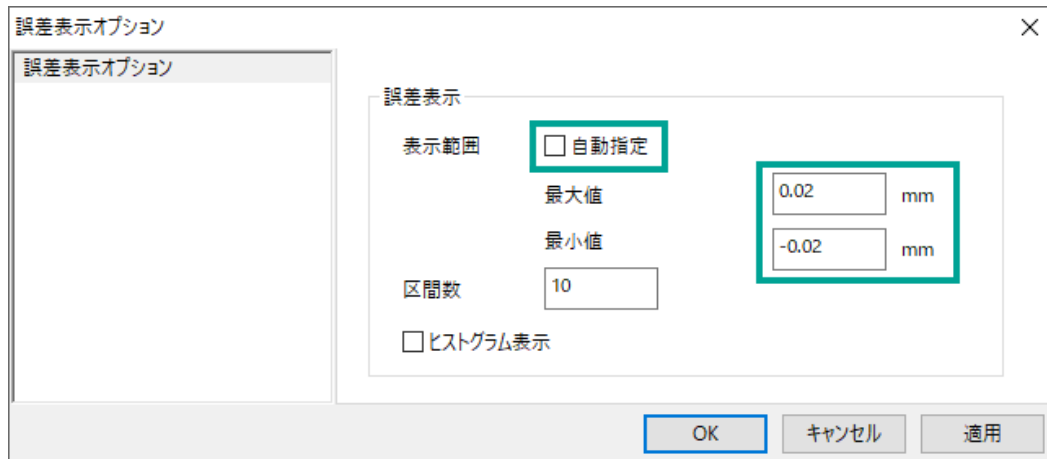 誤差表示オプション
誤差表示オプション
誤差表示
表示範囲 自動指定
最大値 0.02 mm
最小値 -0.02 mm
区間数 10
ヒストグラム表示
OK キャンセル 適用